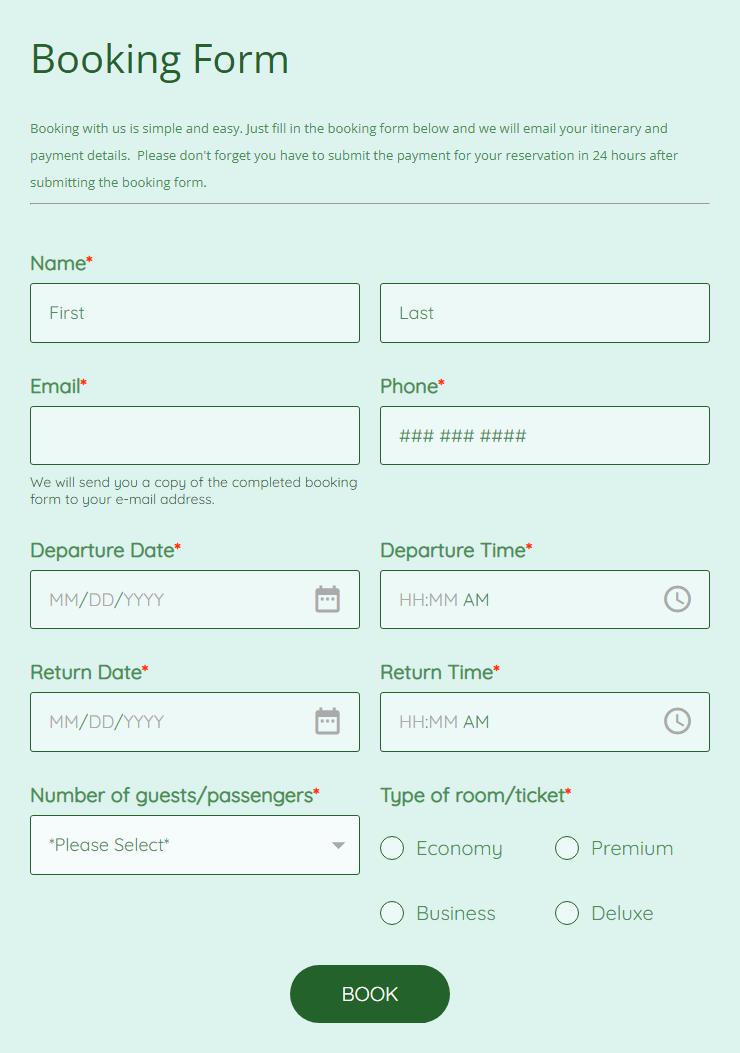 Booking Form
Booking with us is simple and easy. Just fill in the booking form below and we will email your itinerary and
payment details.  Please don't forget you have to submit the payment for your reservation in 24 hours after
submitting the booking form.
Name*
First
Last
Email*
Phone*
### ### ####
We will send you a copy of the completed booking
form to your e-mail address.
Departure Date*
Departure Time*
MM/DD/YYYY
HH:MM AM
Return Date*
Return Time*
MM/DD/YYYY
HH:MM AM
Number of guests/passengers*
Type of room/ticket*
*Please Select*
Economy
Premium
Business
Deluxe
BOOK